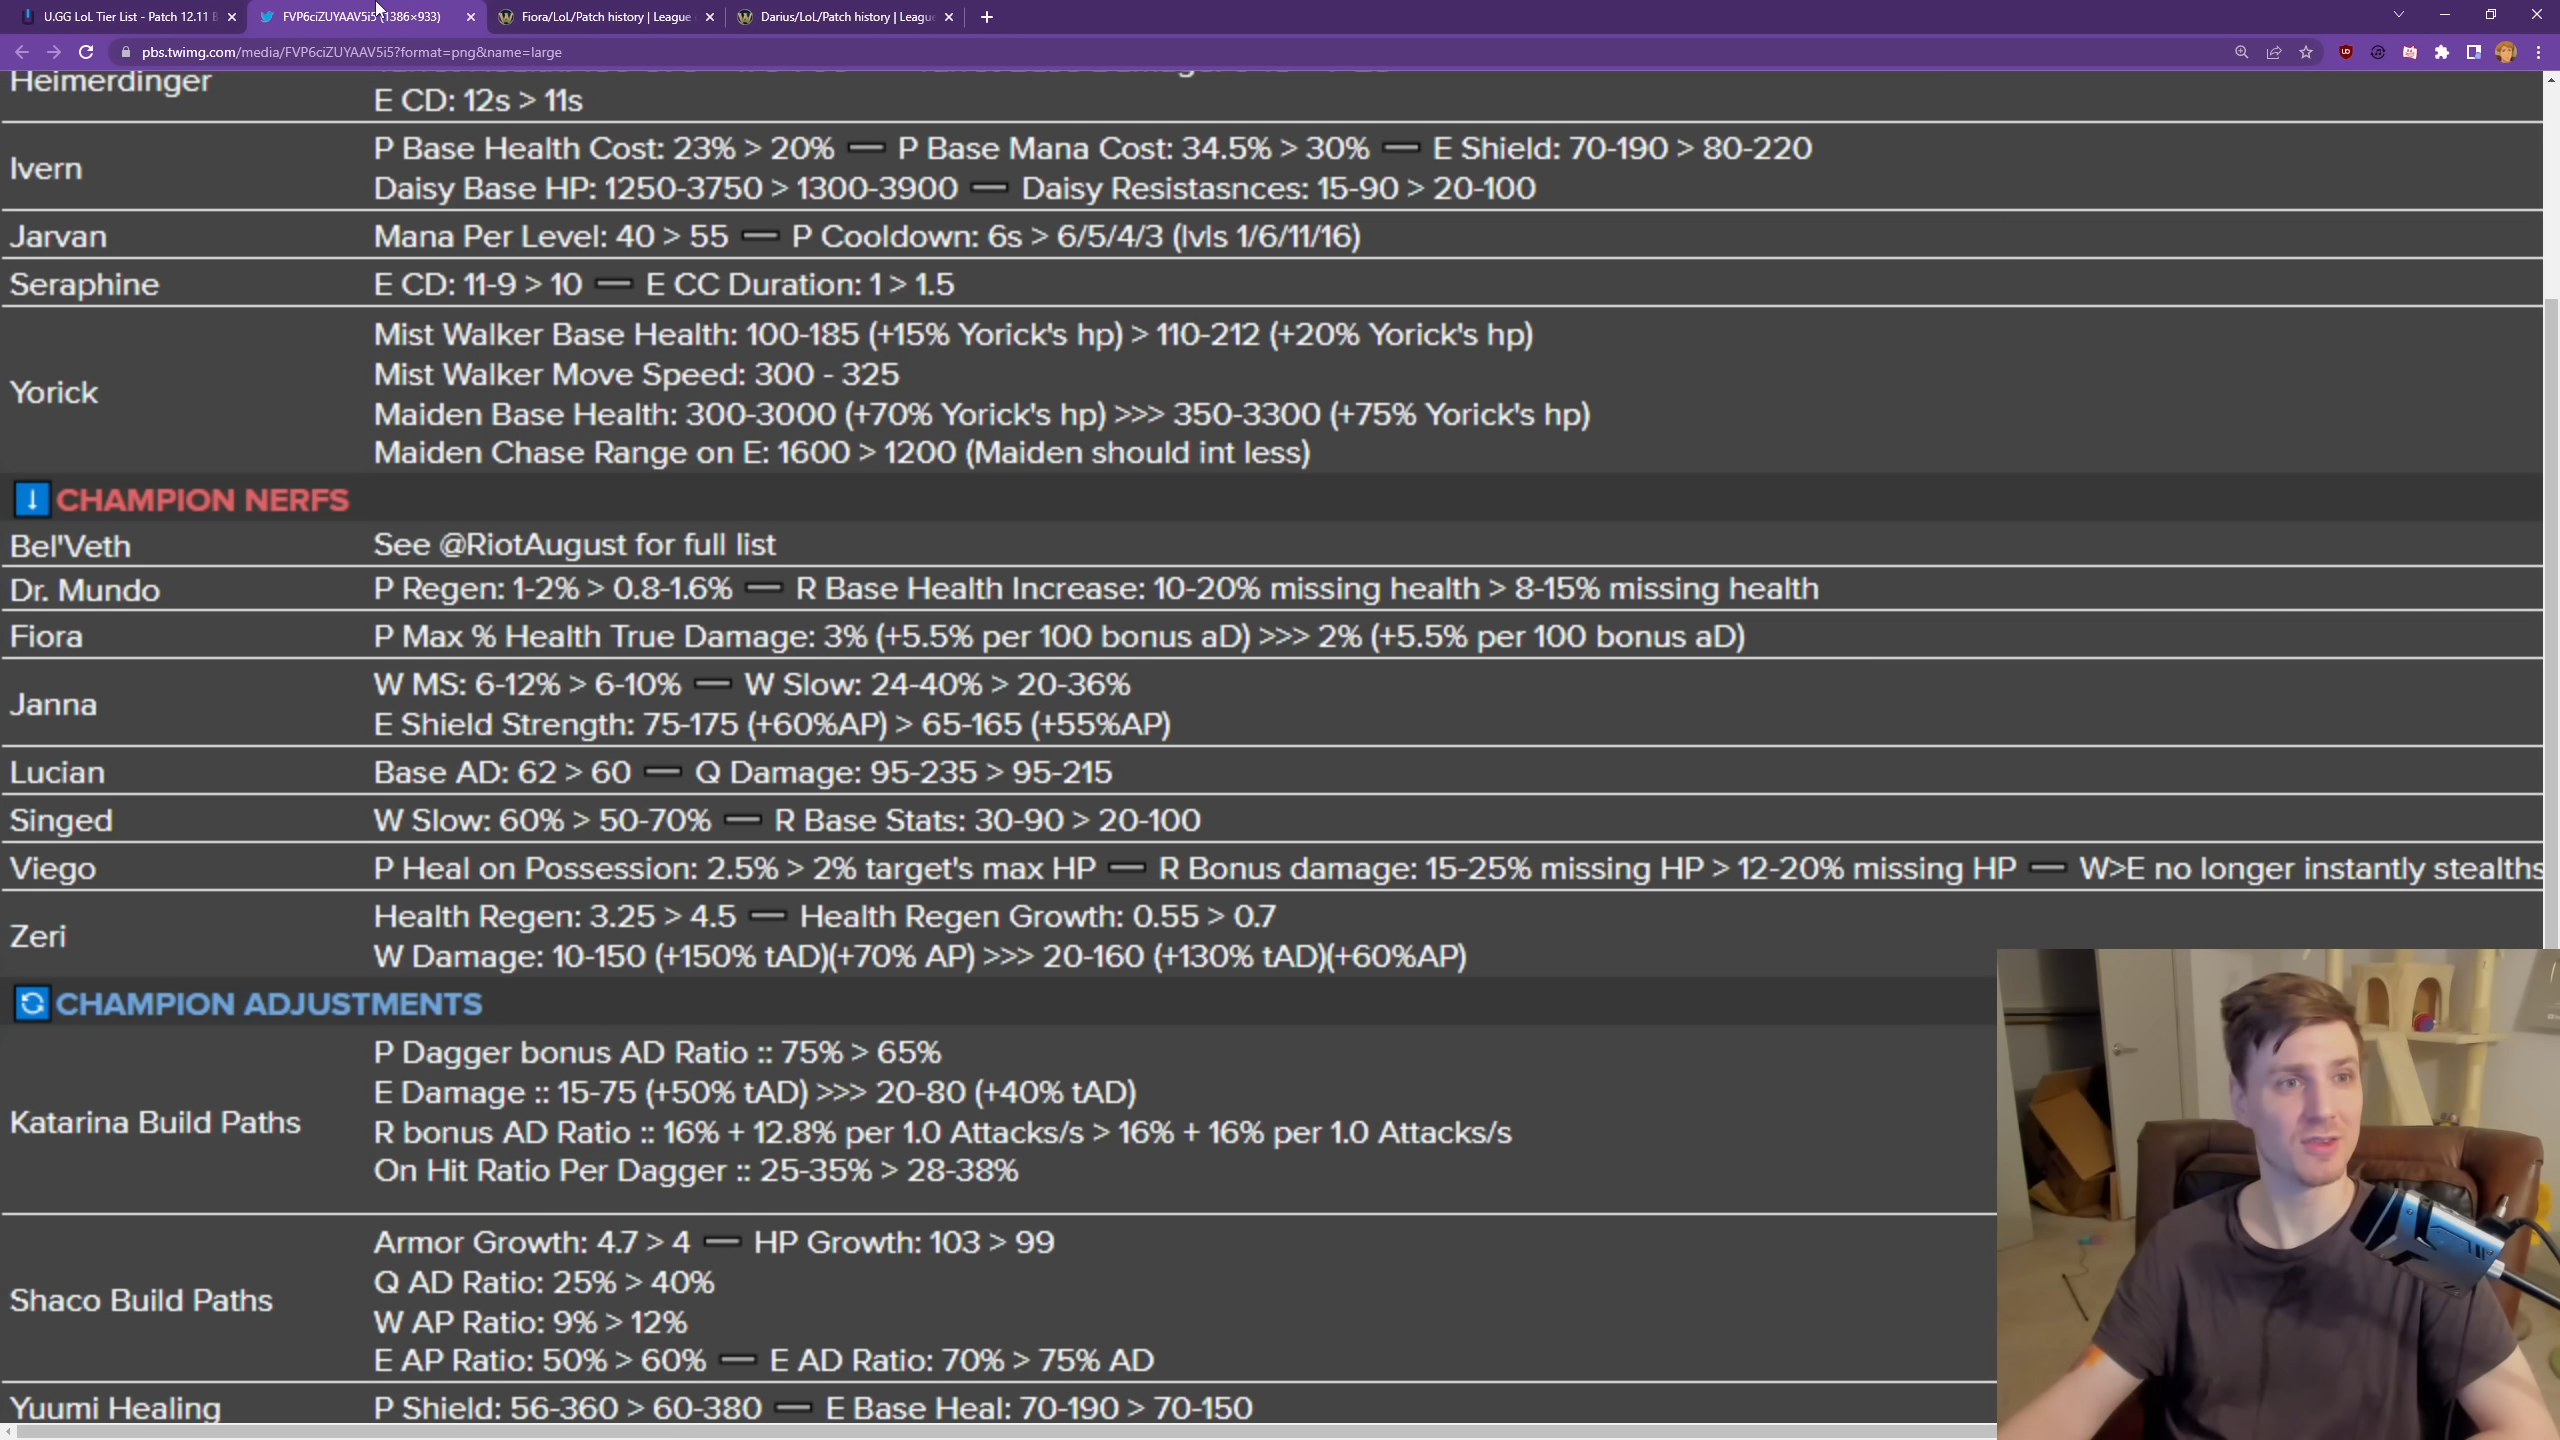 U.GG LoL Tier List - Patch 12.11
FVP6ciZUYAAV5i5 (1386×933)
Fiora/LoL/Patch history | League
Darius/LoL/Patch history | League
pbs.twimg.com/media/FVP6ciZUYAAV5i5?format=png&name=large
Heimerdinger
E CD: 12s > 11s
Ivern
P Base Health Cost: 23% > 20% — P Base Mana Cost: 34.5% > 30% — E Shield: 70-190 > 80-220
Daisy Base HP: 1250-3750 > 1300-3900 — Daisy Resistasnces: 15-90 > 20-100
Jarvan
Mana Per Level: 40 > 55 — P Cooldown: 6s > 6/5/4/3 (lvls 1/6/11/16)
Seraphine
E CD: 11-9 > 10 — E CC Duration: 1 > 1.5
Yorick
Mist Walker Base Health: 100-185 (+15% Yorick's hp) > 110-212 (+20% Yorick's hp)
Mist Walker Move Speed: 300 - 325
Maiden Base Health: 300-3000 (+70% Yorick's hp) >>> 350-3300 (+75% Yorick's hp)
Maiden Chase Range on E: 1600 > 1200 (Maiden should int less)
CHAMPION NERFS
Bel'Veth
See @RiotAugust for full list
Dr. Mundo
P Regen: 1-2% > 0.8-1.6% — R Base Health Increase: 10-20% missing health > 8-15% missing health
Fiora
P Max % Health True Damage: 3% (+5.5% per 100 bonus aD) >>> 2% (+5.5% per 100 bonus aD)
Janna
W MS: 6-12% > 6-10% — W Slow: 24-40% > 20-36%
E Shield Strength: 75-175 (+60%AP) > 65-165 (+55%AP)
Lucian
Base AD: 62 > 60 — Q Damage: 95-235 > 95-215
Singed
W Slow: 60% > 50-70% — R Base Stats: 30-90 > 20-100
Viego
P Heal on Possession: 2.5% > 2% target's max HP — R Bonus damage: 15-25% missing HP > 12-20% missing HP — W>E no longer instantly stealths
Zeri
Health Regen: 3.25 > 4.5 — Health Regen Growth: 0.55 > 0.7
W Damage: 10-150 (+150% tAD)(+70% AP) >>> 20-160 (+130% tAD)(+60%AP)
CHAMPION ADJUSTMENTS
Katarina Build Paths
P Dagger bonus AD Ratio :: 75% > 65%
E Damage :: 15-75 (+50% tAD) >>> 20-80 (+40% tAD)
R bonus AD Ratio :: 16% + 12.8% per 1.0 Attacks/s > 16% + 16% per 1.0 Attacks/s
On Hit Ratio Per Dagger :: 25-35% > 28-38%
Shaco Build Paths
Armor Growth: 4.7 > 4 — HP Growth: 103 > 99
Q AD Ratio: 25% > 40%
W AP Ratio: 9% > 12%
E AP Ratio: 50% > 60% — E AD Ratio: 70% > 75% AD
Yuumi Healing
P Shield: 56-360 > 60-380 — E Base Heal: 70-190 > 70-150